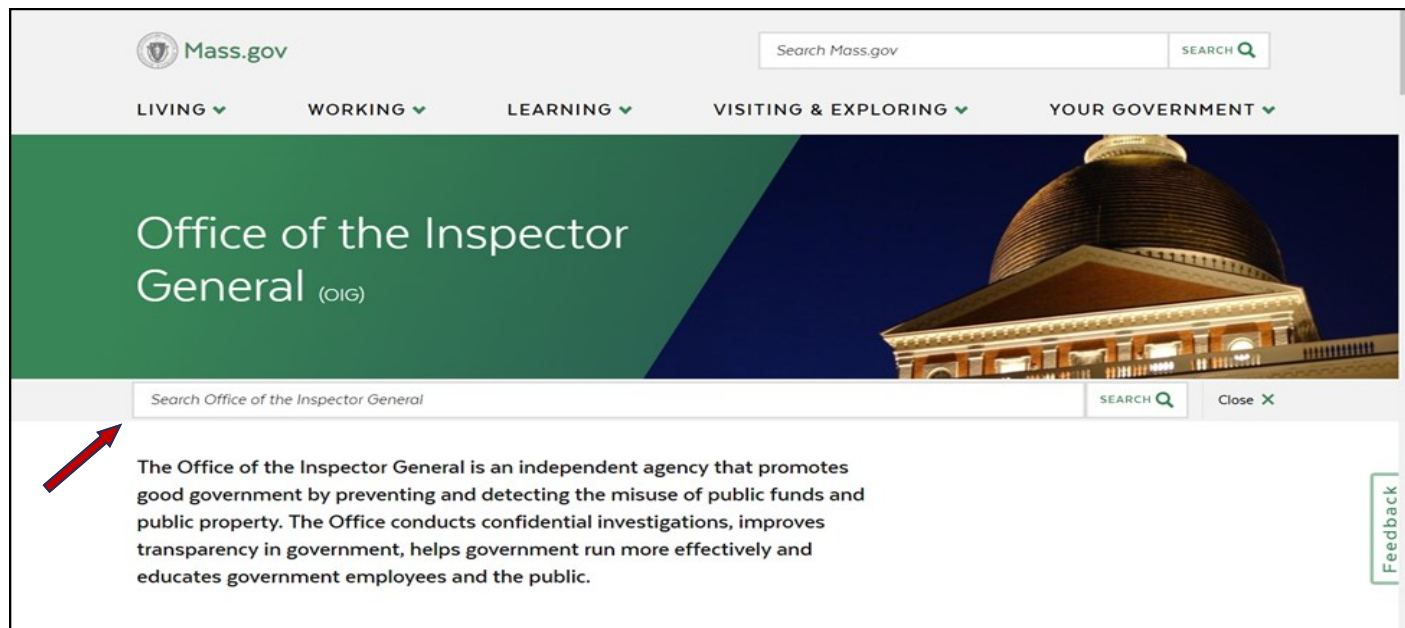 Mass.gov
Search Mass.gov
SEARCH
LIVING
WORKING
LEARNING
VISITING & EXPLORING
YOUR GOVERNMENT
Office of the Inspector
General (OIG)
Search Office of the Inspector General
SEARCH
Close
The Office of the Inspector General is an independent agency that promotes
good government by preventing and detecting the misuse of public funds and
public property. The Office conducts confidential investigations, improves
transparency in government, helps government run more effectively and
educates government employees and the public.
Feedback